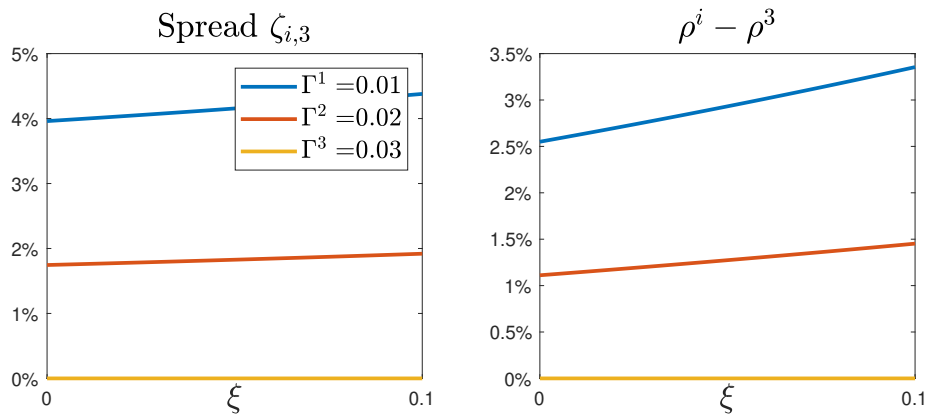 Spread ζ_{i,3}
5%
4%
3%
2%
1%
0%
0
0.1
ξ
Γ^1 =0.01
Γ^2 =0.02
Γ^3 =0.03
ρ^i − ρ^3
3.5%
3%
2.5%
2%
1.5%
1%
0.5%
0%
0
0.1
ξ